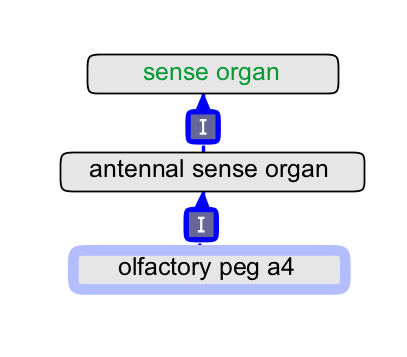 sense organ
I
antennal sense organ
I
olfactory peg a4